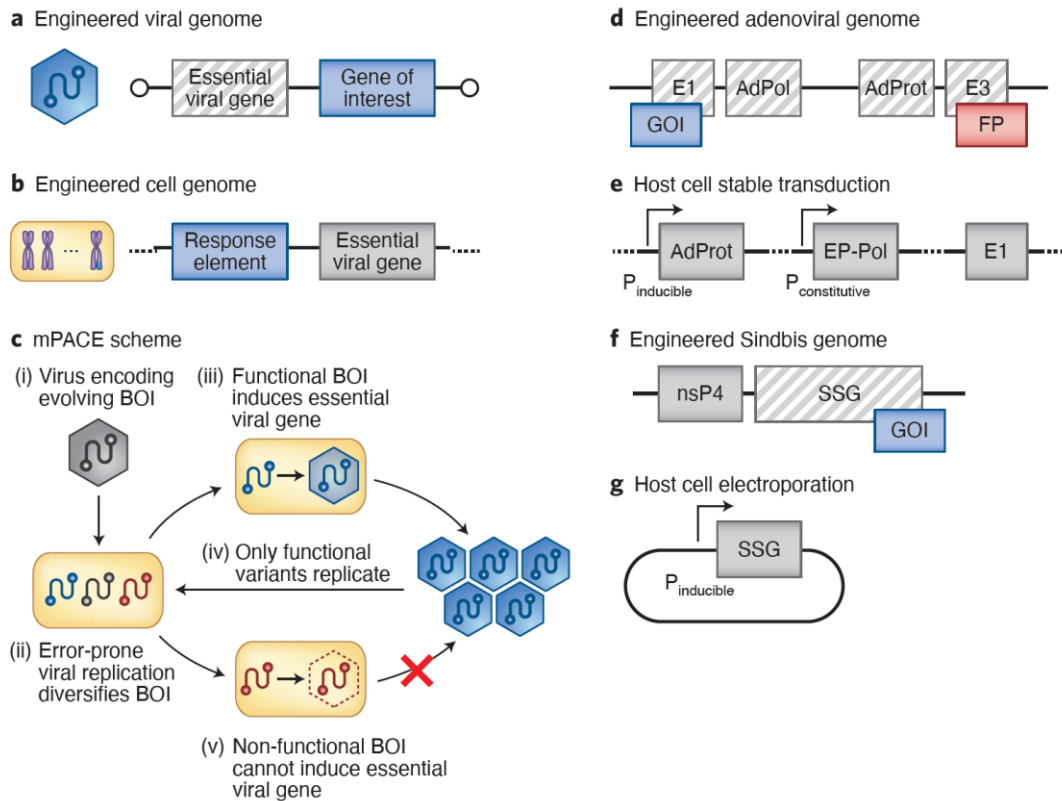 a Engineered viral genome
Essential
viral gene
Gene of
interest
b Engineered cell genome
...
Response
element
Essential
viral gene
c mPACE scheme
(i) Virus encoding
evolving BOI
(iii) Functional BOI
induces essential
viral gene
(iv) Only functional
variants replicate
(ii) Error-prone
viral replication
diversifies BOI
(v) Non-functional BOI
cannot induce essential
viral gene
d Engineered adenoviral genome
E1
AdPol
AdProt
E3
GOI
FP
e Host cell stable transduction
AdProt
EP-Pol
E1
Pinducible
Pconstitutive
f Engineered Sindbis genome
nsP4
SSG
GOI
g Host cell electroporation
SSG
Pinducible